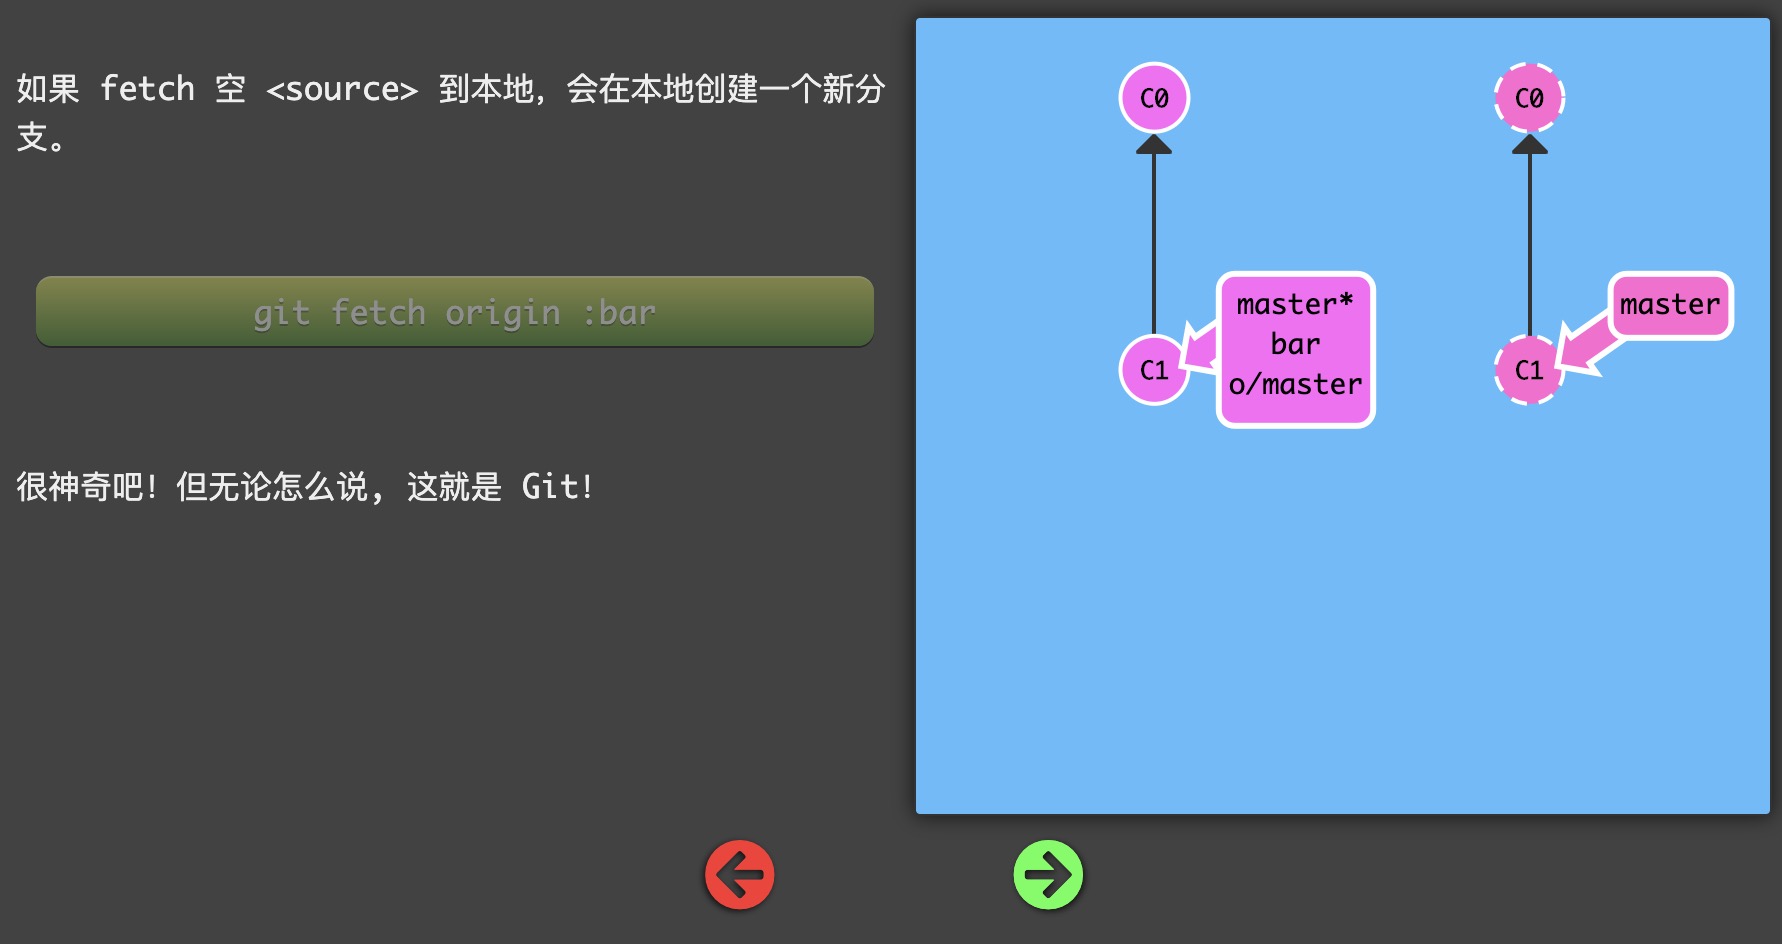 如果 fetch 空 <source> 到本地，会在本地创建一个新分
支。
git fetch origin :bar
很神奇吧！但无论怎么说, 这就是 Git!
C0
C1
master*
bar
o/master
C0
C1
master